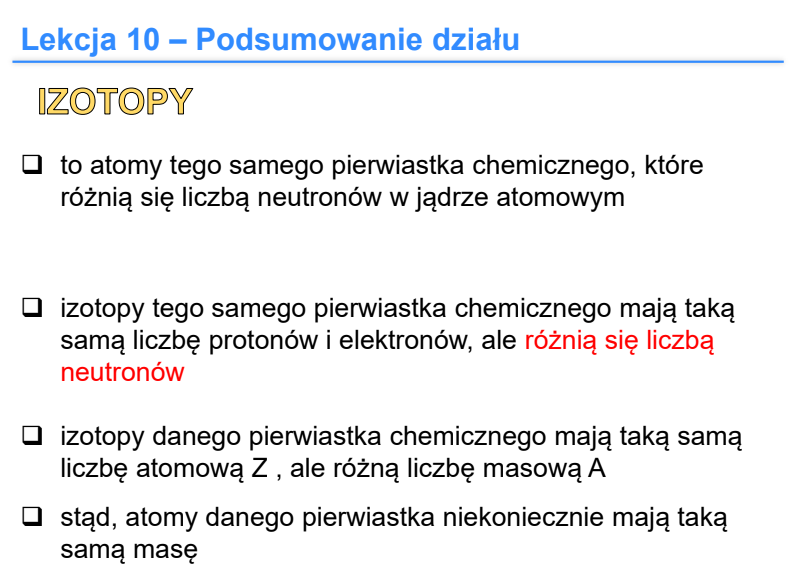 Lekcja 10 – Podsumowanie działu
IZOTOPY
❑ to atomy tego samego pierwiastka chemicznego, które
różnią się liczbą neutronów w jądrze atomowym
❑ izotopy tego samego pierwiastka chemicznego mają taką
samą liczbę protonów i elektronów, ale różnią się liczbą
neutronów
❑ izotopy danego pierwiastka chemicznego mają taką samą
liczbę atomową Z , ale różną liczbę masową A
❑ stąd, atomy danego pierwiastka niekoniecznie mają taką
samą masę